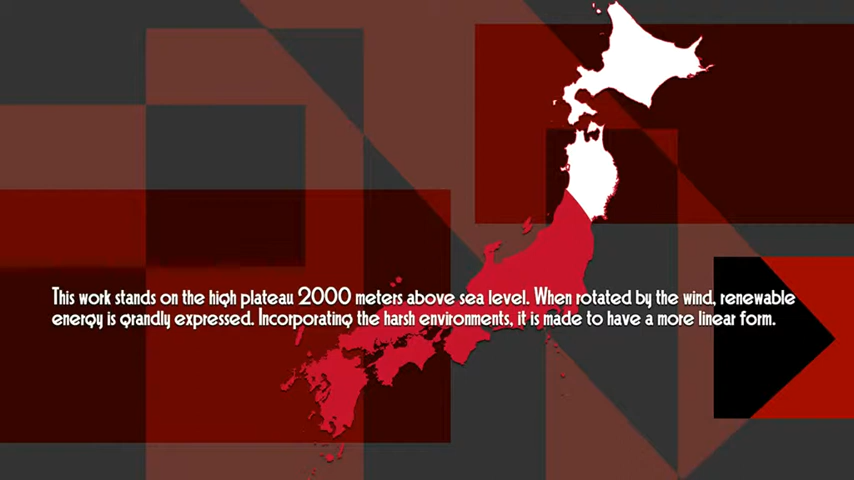 This work stands on the high plateau 2000 meters above sea level. When rotated by the wind, renewable
energy is grandly expressed. Incorporating the harsh environments, it is made to have a more linear form.